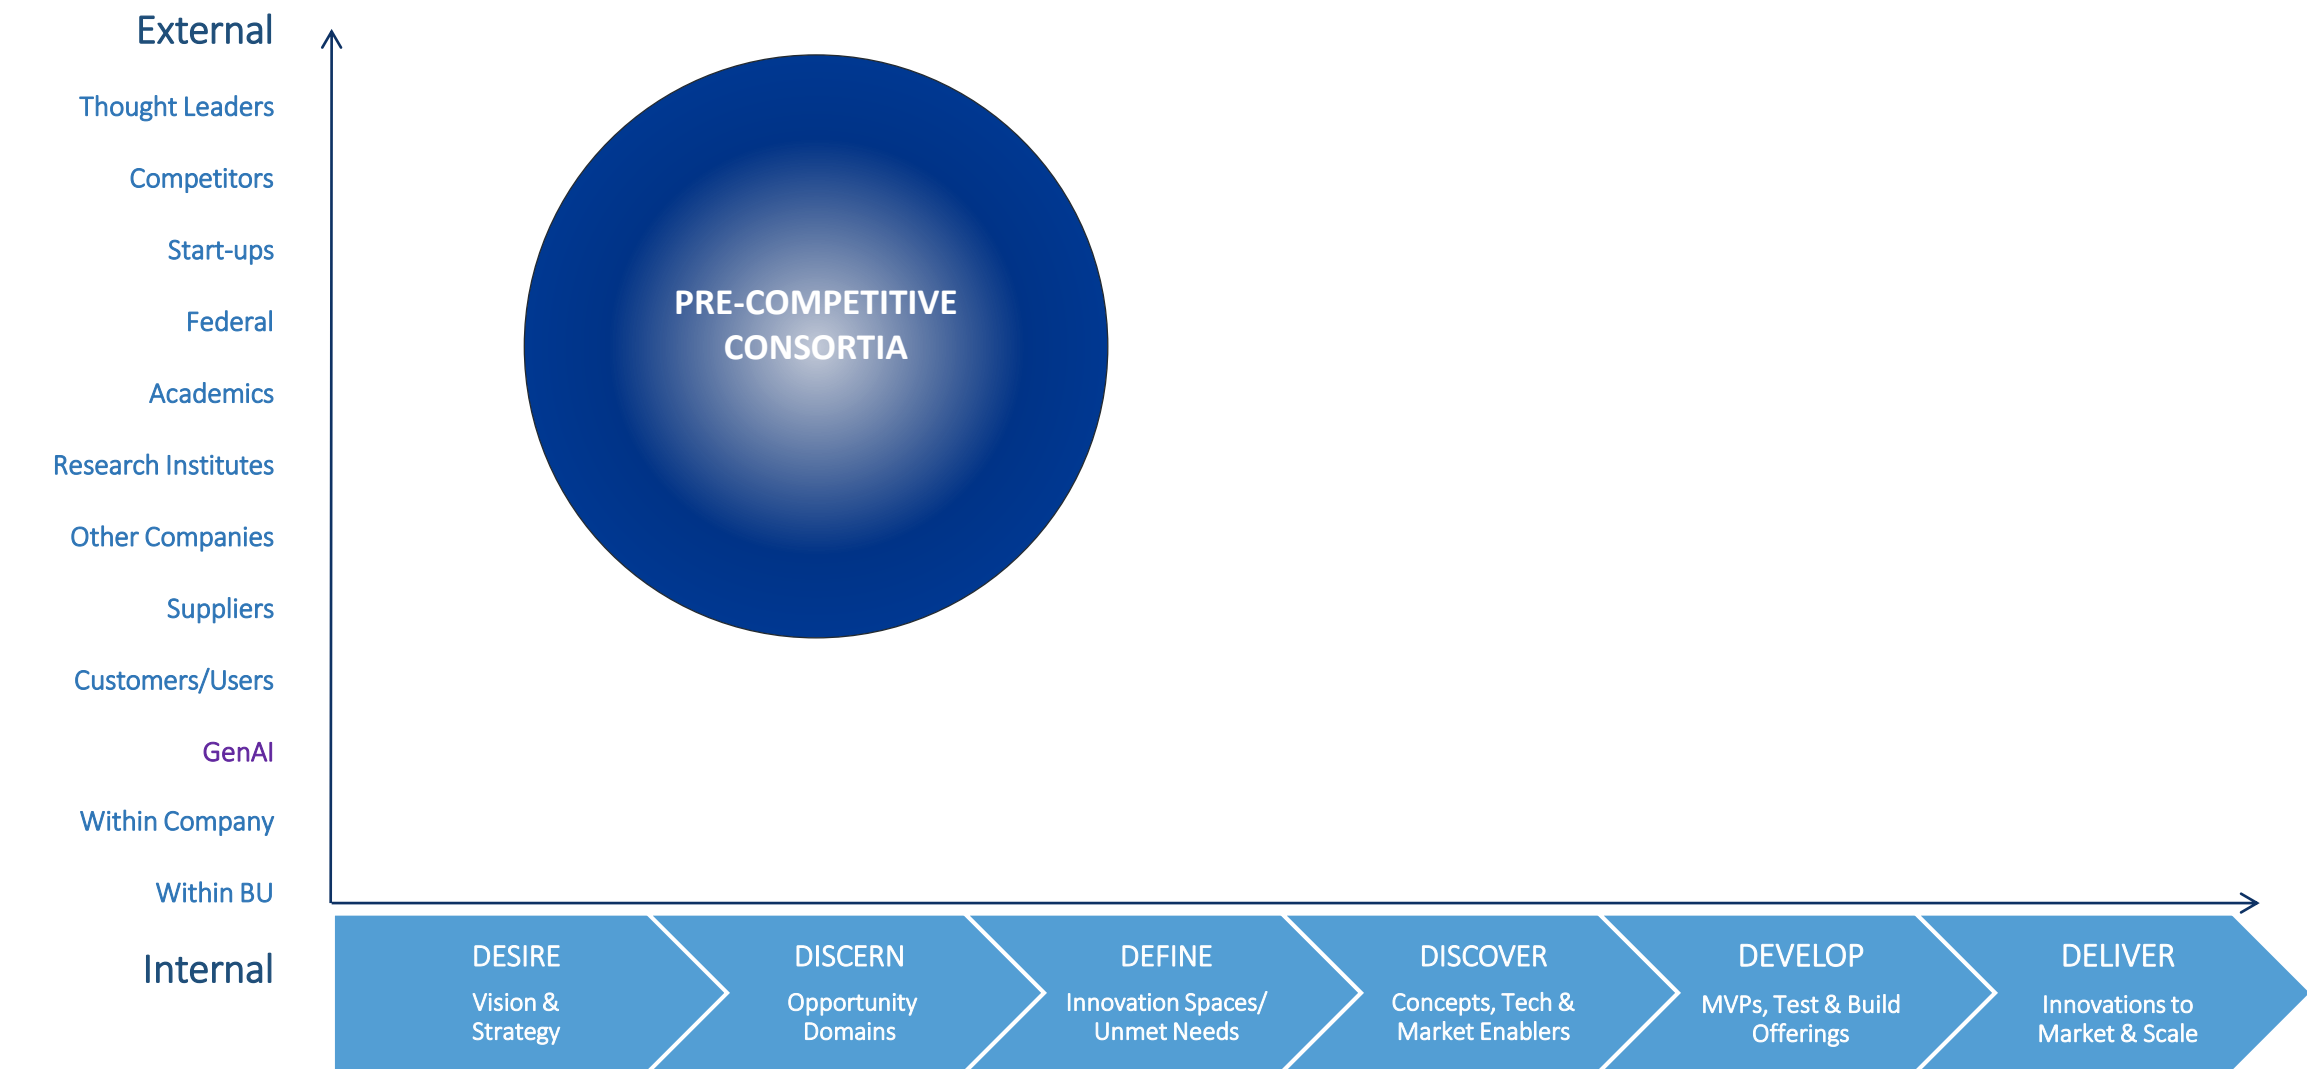 External
Thought Leaders
Competitors
Start-ups
Federal
Academics
Research Institutes
Other Companies
Suppliers
Customers/Users
GenAI
Within Company
Within BU
Internal
PRE-COMPETITIVE
CONSORTIA
DESIRE
Vision &
Strategy
DISCERN
Opportunity
Domains
DEFINE
Innovation Spaces/
Unmet Needs
DISCOVER
Concepts, Tech &
Market Enablers
DEVELOP
MVPs, Test & Build
Offerings
DELIVER
Innovations to
Market & Scale